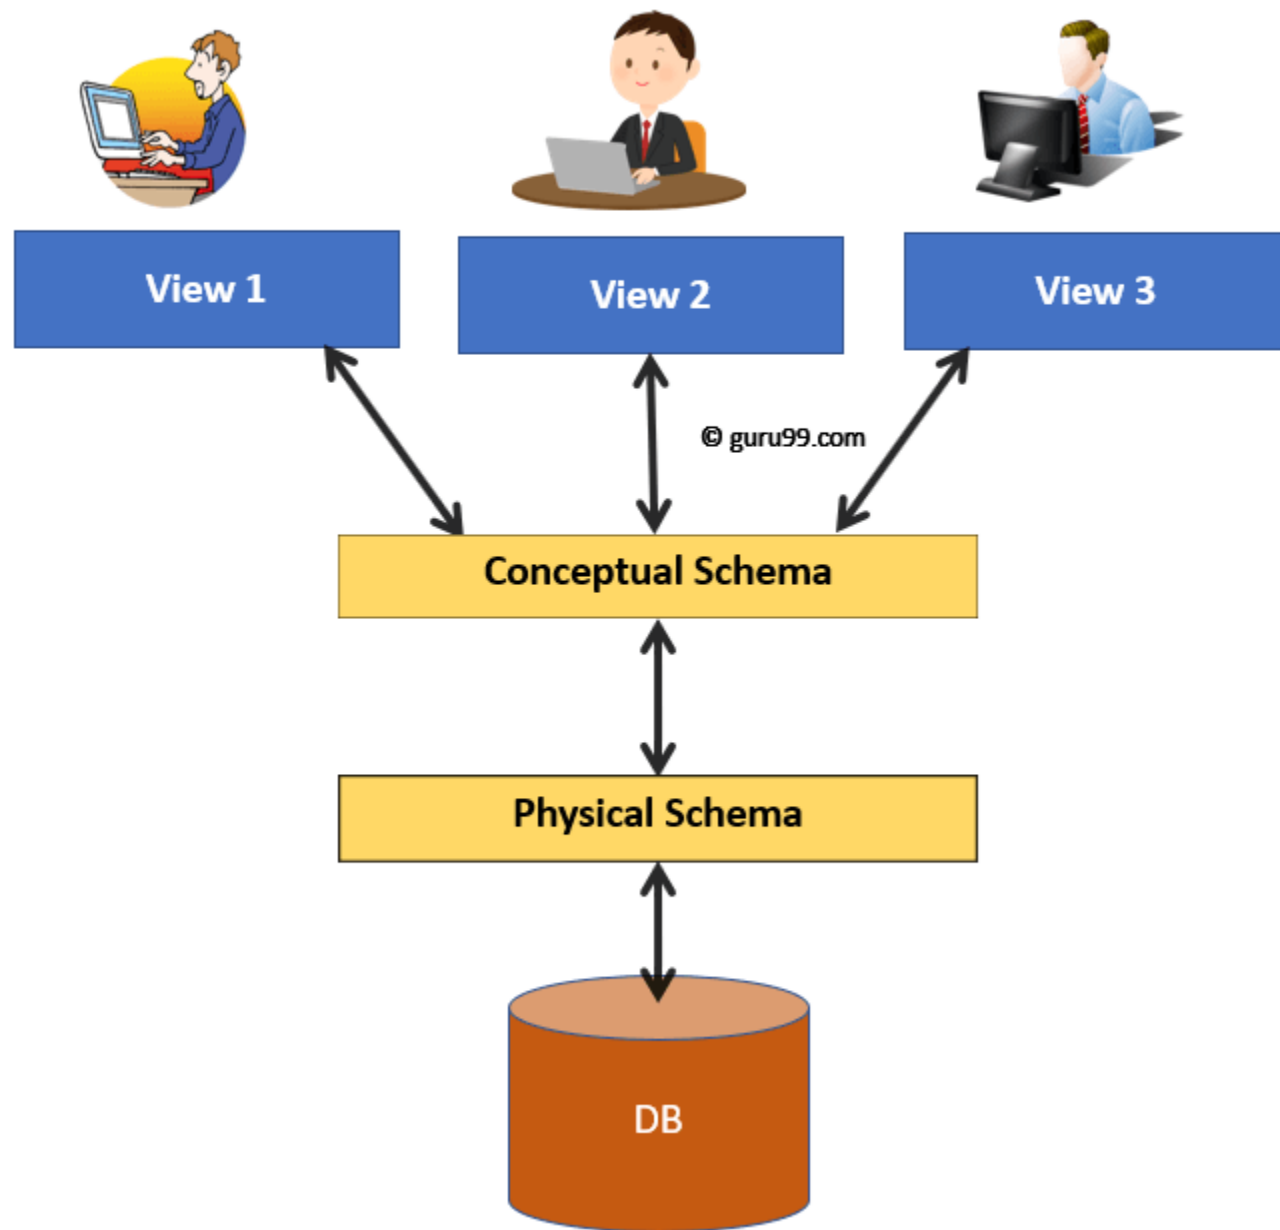 View 1
View 2
View 3
© guru99.com
Conceptual Schema
Physical Schema
DB